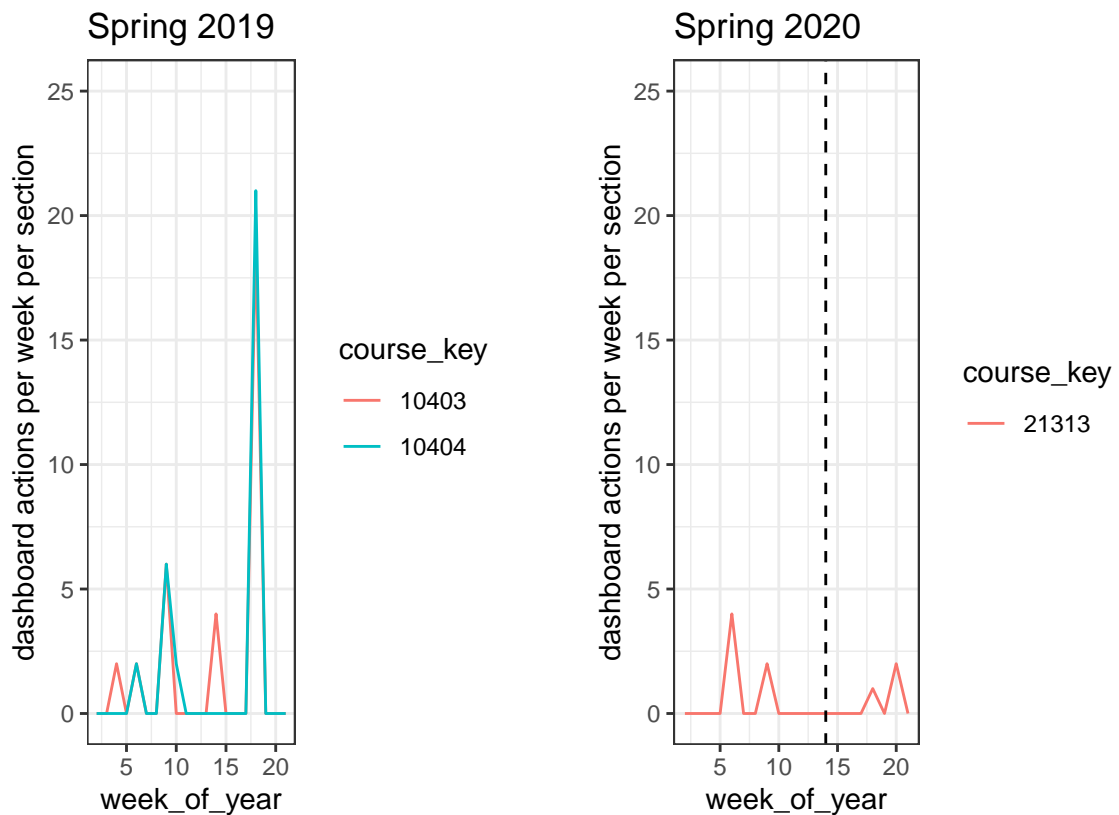 Spring 2019
25
20
15
10
5
0
dashboard actions per week per section
5 10 15 20
week_of_year
course_key
10403
10404
Spring 2020
25
20
15
10
5
0
dashboard actions per week per section
5 10 15 20
week_of_year
course_key
21313